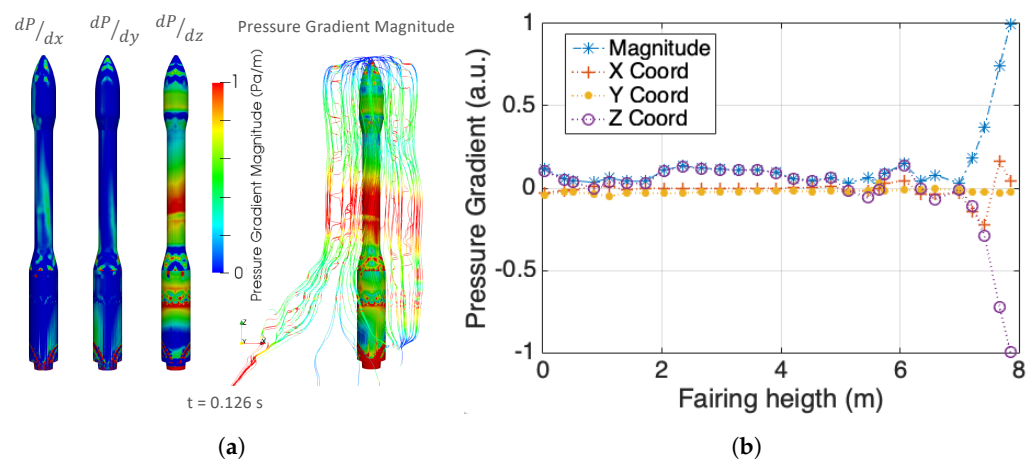 dP/dx dP/dy dP/dz Pressure Gradient Magnitude
Pressure Gradient Magnitude (Pa/m)
1
0
Z
Y X
t = 0.126 s
(a)
Pressure Gradient (a.u.)
1
0.5
0
-0.5
-1
Magnitude
X Coord
Y Coord
Z Coord
0 2 4 6 8
Fairing heigth (m)
(b)